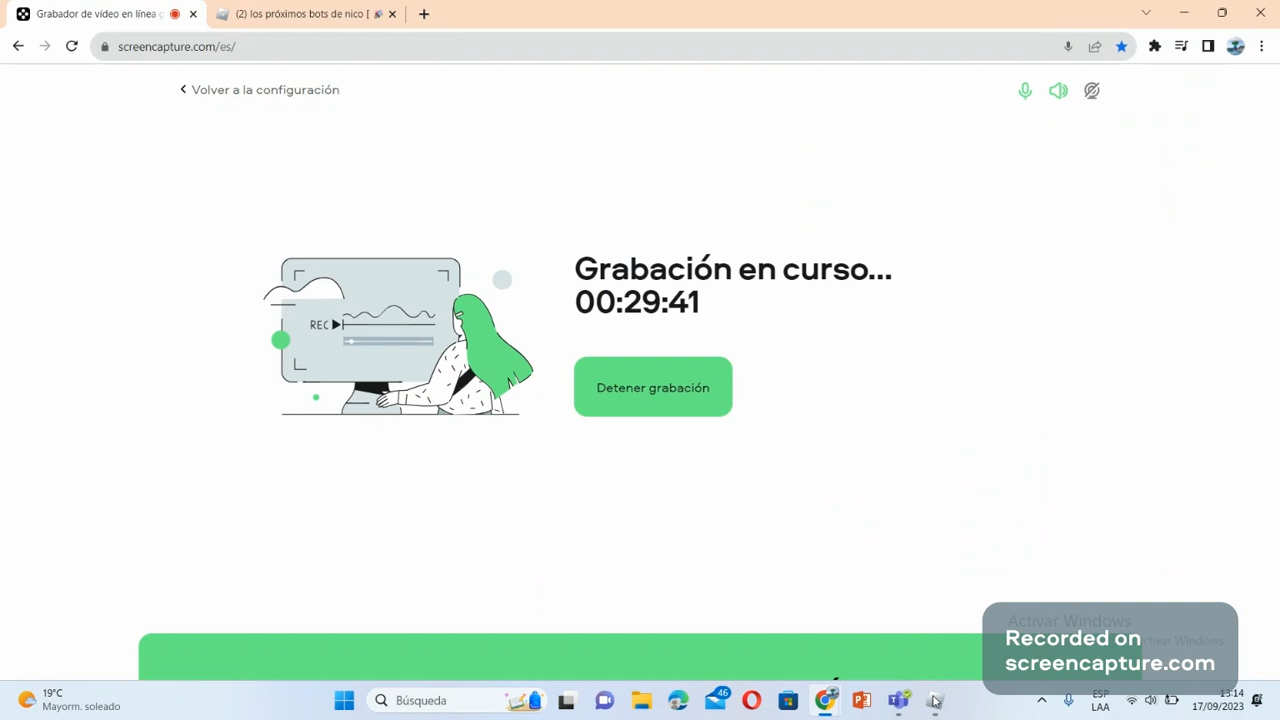 Grabador de vídeo en línea g
(2) los próximos bots de nico [
screencapture.com/es/
Volver a la configuración
Grabación en curso...
00:29:41
REC
Detener grabación
Activar Windows
Recorded on
screencapture.com
19°C
Mayorm. soleado
Búsqueda
46
ESP
LAA
13:14
17/09/2023